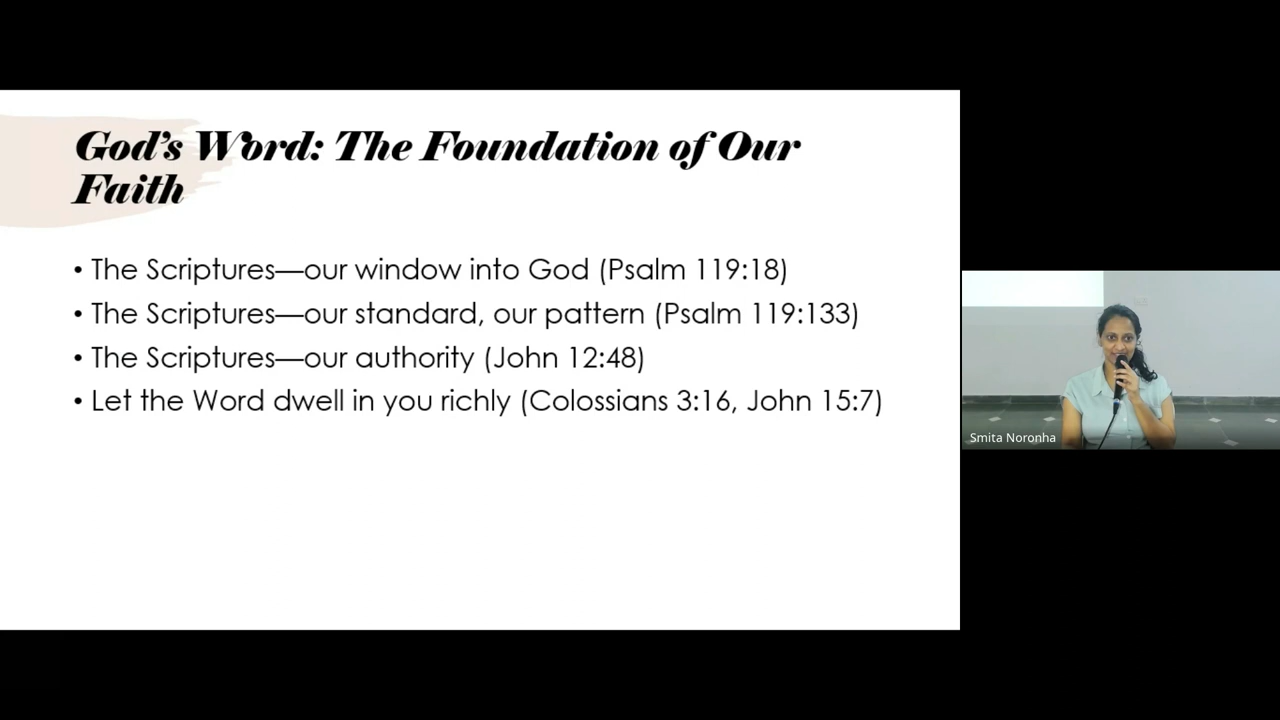 God's Word: The Foundation of Our
Faith
• The Scriptures—our window into God (Psalm 119:18)
• The Scriptures—our standard, our pattern (Psalm 119:133)
• The Scriptures—our authority (John 12:48)
• Let the Word dwell in you richly (Colossians 3:16, John 15:7)
Smita Noronha